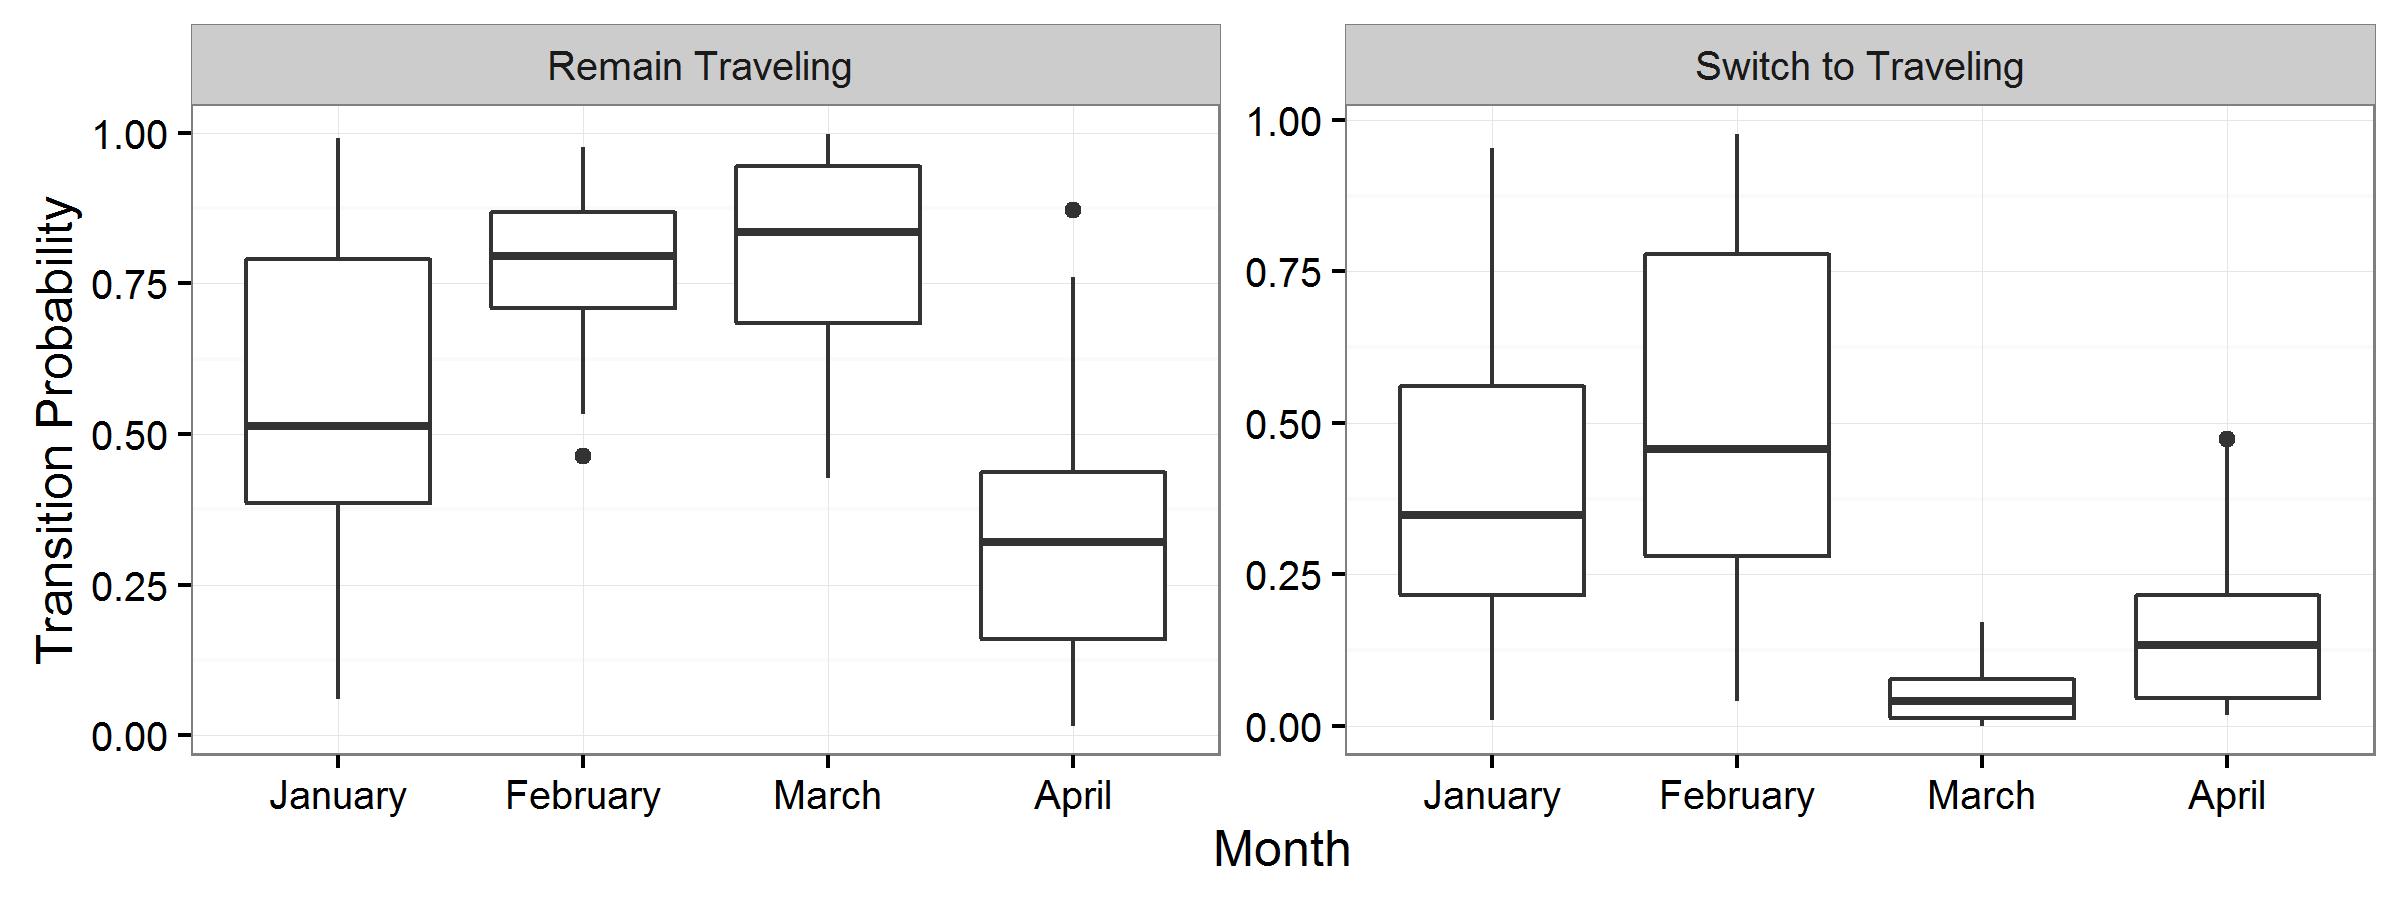 Remain Traveling
Switch to Traveling
Transition Probability
1.00
0.75
0.50
0.25
0.00
1.00
0.75
0.50
0.25
0.00
January February March April
January February March April
Month